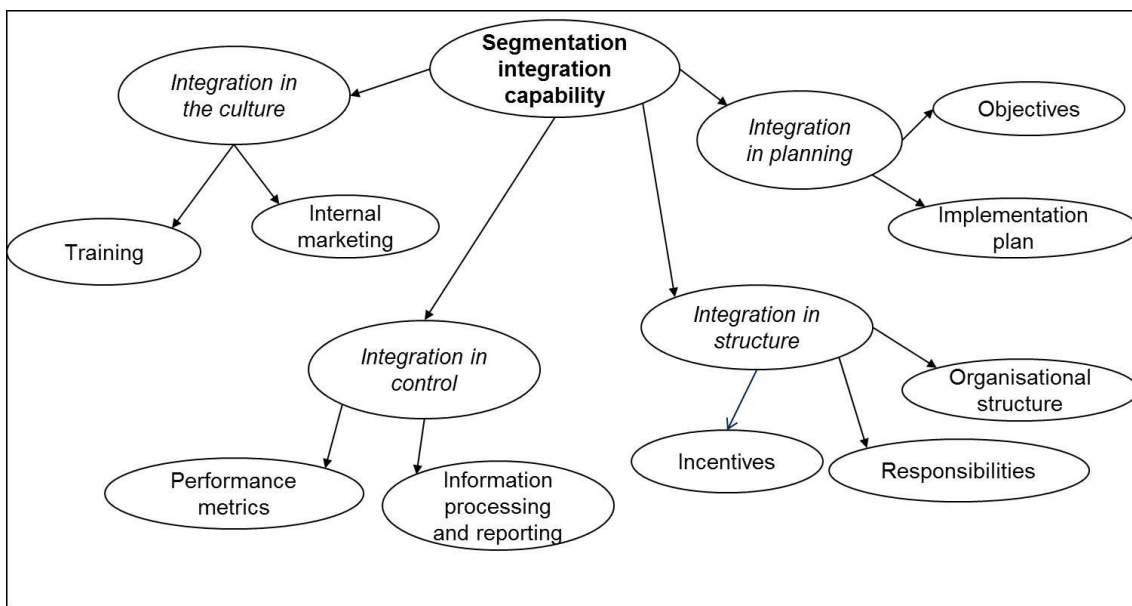 Segmentation
integration
capability
Integration in
the culture
Training
Internal
marketing
Integration
in planning
Objectives
Implementation
plan
Integration in
control
Performance
metrics
Information
processing
and reporting
Integration in
structure
Incentives
Responsibilities
Organisational
structure